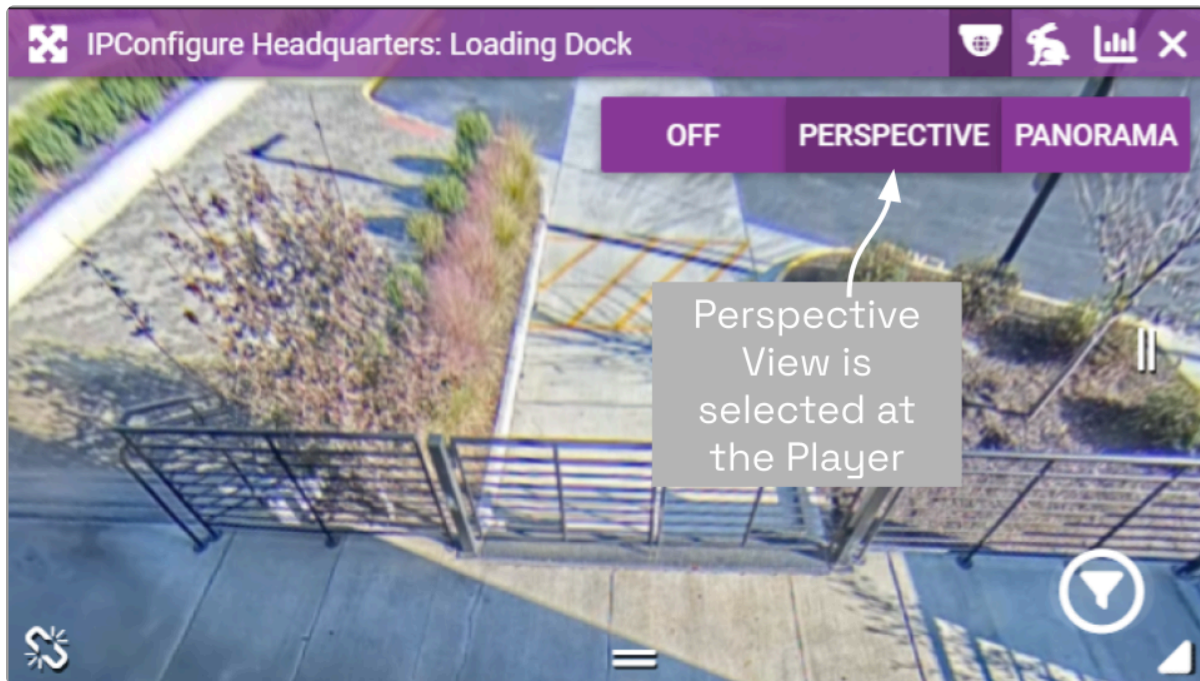 IPConfigure Headquarters: Loading Dock
OFF PERSPECTIVE PANORAMA
Perspective
View is
selected at
the Player